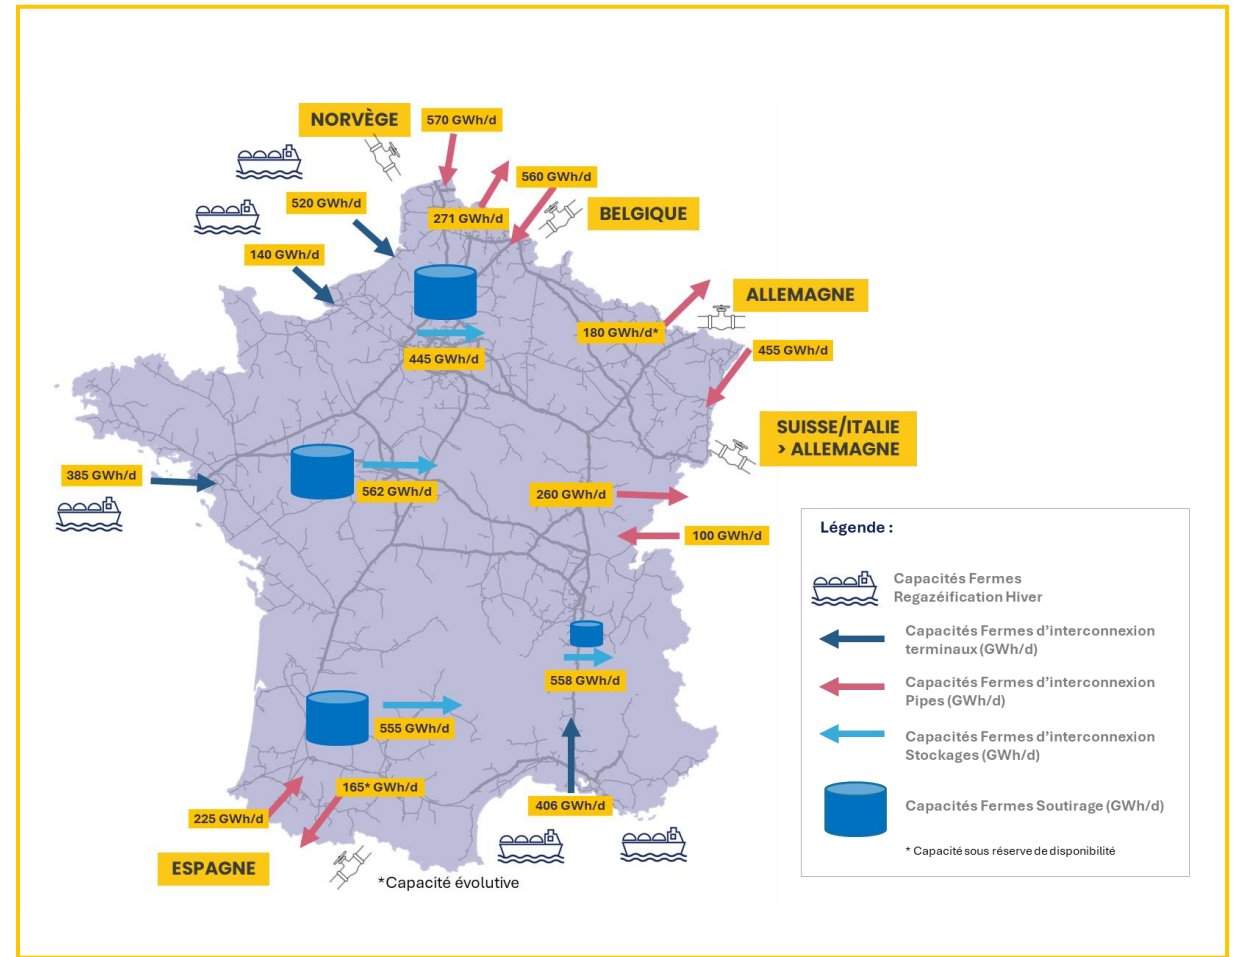 NORVÈGE
570 GWh/d
560 GWh/d
520 GWh/d
271 GWh/d
BELGIQUE
140 GWh/d
ALLEMAGNE
180 GWh/d*
445 GWh/d
455 GWh/d
SUISSE/ITALIE
> ALLEMAGNE
385 GWh/d
562 GWh/d
260 GWh/d
100 GWh/d
558 GWh/d
555 GWh/d
165* GWh/d
225 GWh/d
406 GWh/d
ESPAGNE
*Capacité évolutive
Légende :
Capacités Fermes
Regazéification Hiver
Capacités Fermes d'interconnexion
terminaux (GWh/d)
Capacités Fermes d'interconnexion
Pipes (GWh/d)
Capacités Fermes d'interconnexion
Stockages (GWh/d)
Capacités Fermes Soutirage (GWh/d)
* Capacité sous réserve de disponibilité